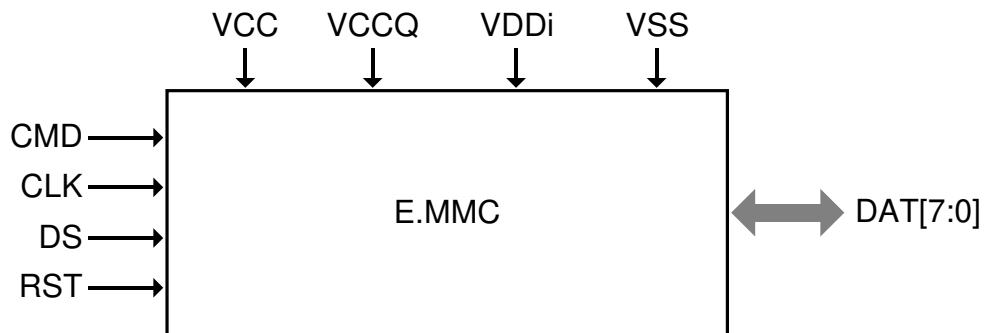 VCC VCCQ VDDi VSS
CMD
CLK
DS
RST
E.MMC
DAT[7:0]